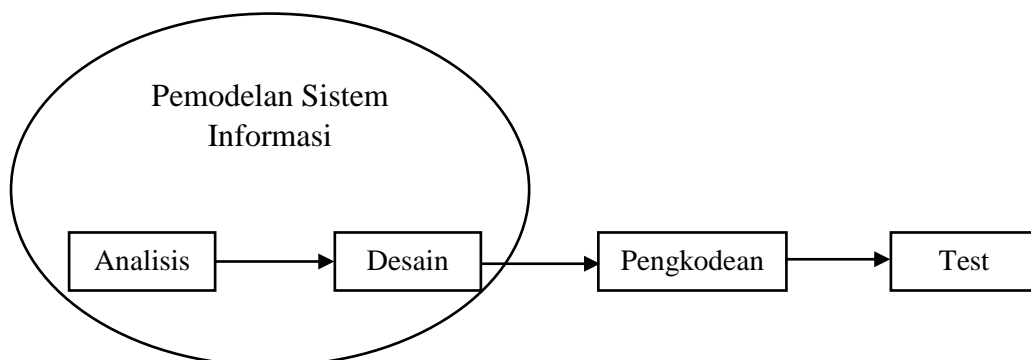 Pemodelan Sistem
Informasi
Analisis
Desain
Pengkodean
Test